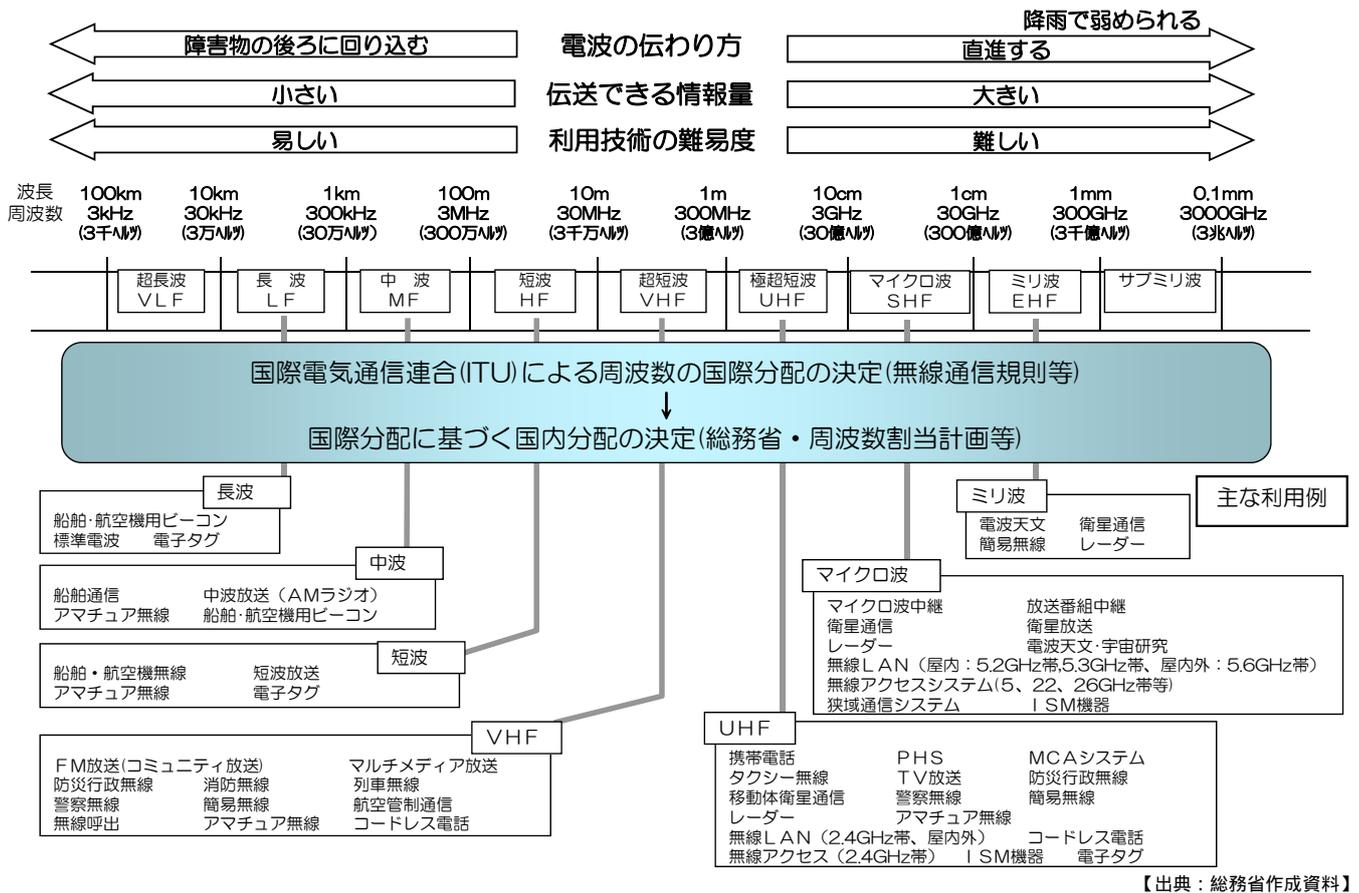 降雨で弱められる
障害物の後ろに回り込む 電波の伝わり方 直進する
小さい 伝送できる情報量 大きい
易しい 利用技術の難易度 難しい
波長 100km 10km 1km 100m 10m 1m 10cm 1cm 1mm 0.1mm
周波数 3kHz 30kHz 300kHz 3MHz 30MHz 300MHz 3GHz 30GHz 300GHz 3000GHz
(3千ﾍﾙﾂ) (3万ﾍﾙﾂ) (30万ﾍﾙﾂ) (300万ﾍﾙﾂ) (3千万ﾍﾙﾂ) (3億ﾍﾙﾂ) (30億ﾍﾙﾂ) (300億ﾍﾙﾂ) (3千億ﾍﾙﾂ) (3兆ﾍﾙﾂ)
超長波 長　波 中　波 短波 超短波 極超短波 マイクロ波 ミリ波 サブミリ波
ＶＬＦ ＬＦ ＭＦ ＨＦ ＶＨＦ ＵＨＦ ＳＨＦ ＥＨＦ
国際電気通信連合(ITU)による周波数の国際分配の決定(無線通信規則等)
↓
国際分配に基づく国内分配の決定(総務省・周波数割当計画等)
長波
船舶･航空機用ビーコン
標準電波 電子タグ
中波
船舶通信 中波放送（ＡＭラジオ）
アマチュア無線 船舶･航空機用ビーコン
短波
船舶・航空機無線 短波放送
アマチュア無線 電子タグ
ＶＨＦ
ＦＭ放送(コミュニティ放送) マルチメディア放送
防災行政無線 消防無線 列車無線
警察無線 簡易無線 航空管制通信
無線呼出 アマチュア無線 コードレス電話
主な利用例
ミリ波
電波天文 衛星通信
簡易無線 レーダー
マイクロ波
マイクロ波中継 放送番組中継
衛星通信 衛星放送
レーダー 電波天文･宇宙研究
無線ＬＡＮ（屋内：5.2GHz帯,5.3GHz帯、屋内外：5.6GHz帯）
無線アクセスシステム(５、22、26GHz帯等)
狭域通信システム ＩＳＭ機器
ＵＨＦ
携帯電話 ＰＨＳ ＭＣＡシステム
タクシー無線 ＴＶ放送 防災行政無線
移動体衛星通信 警察無線 簡易無線
レーダー アマチュア無線
無線ＬＡＮ（2.4GHz帯、屋内外） コードレス電話
無線アクセス（2.4GHz帯） ＩＳＭ機器 電子タグ
【出典：総務省作成資料】